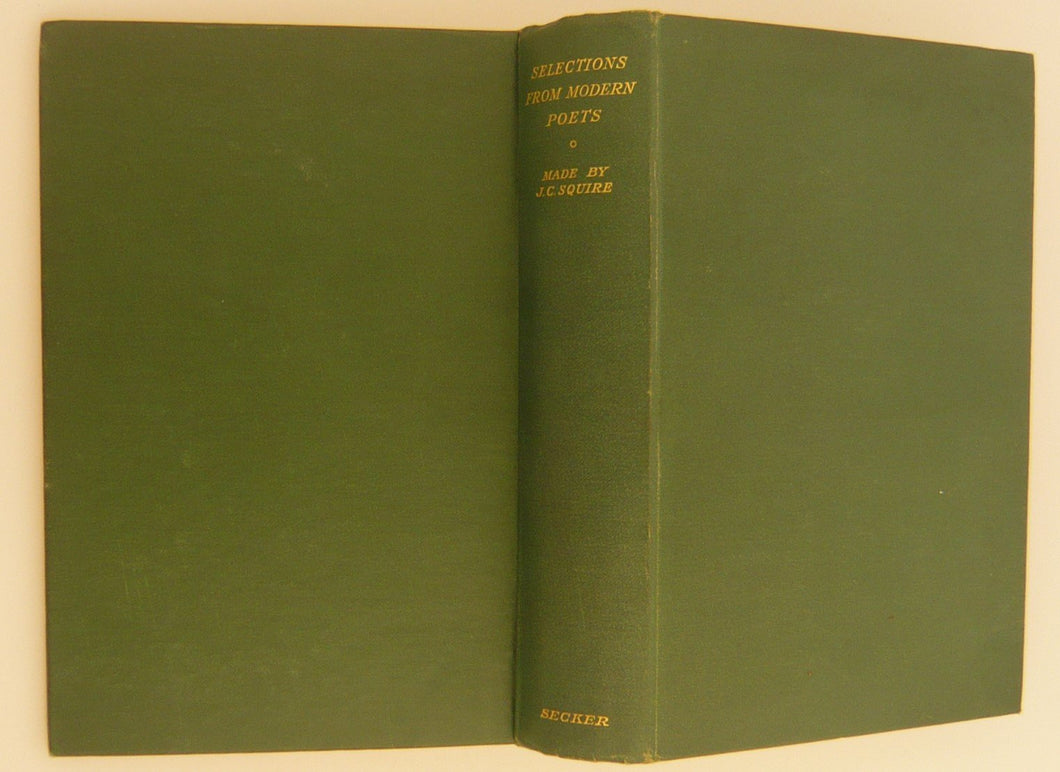 SELECTIONS
FROM MODERN
POETS
MADE BY
J.C. SQUIRE
SECKER